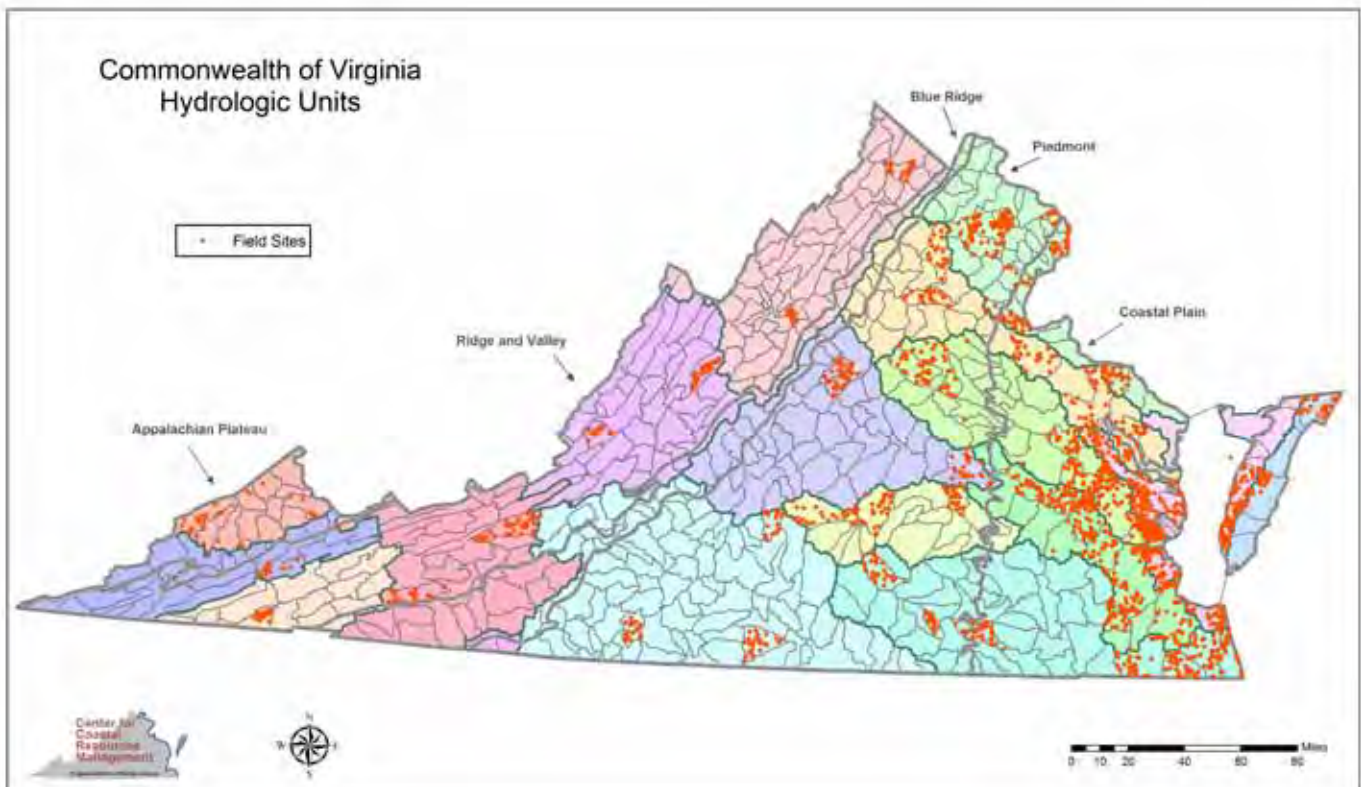 Commonwealth of Virginia
Hydrologic Units
Blue Ridge
Piedmont
Field Sites
Coastal Plain
Ridge and Valley
Appalachian Plateau
Center for
Coastal
Resources
Management
N
W E
S
Miles
0 10 20 40 60 80